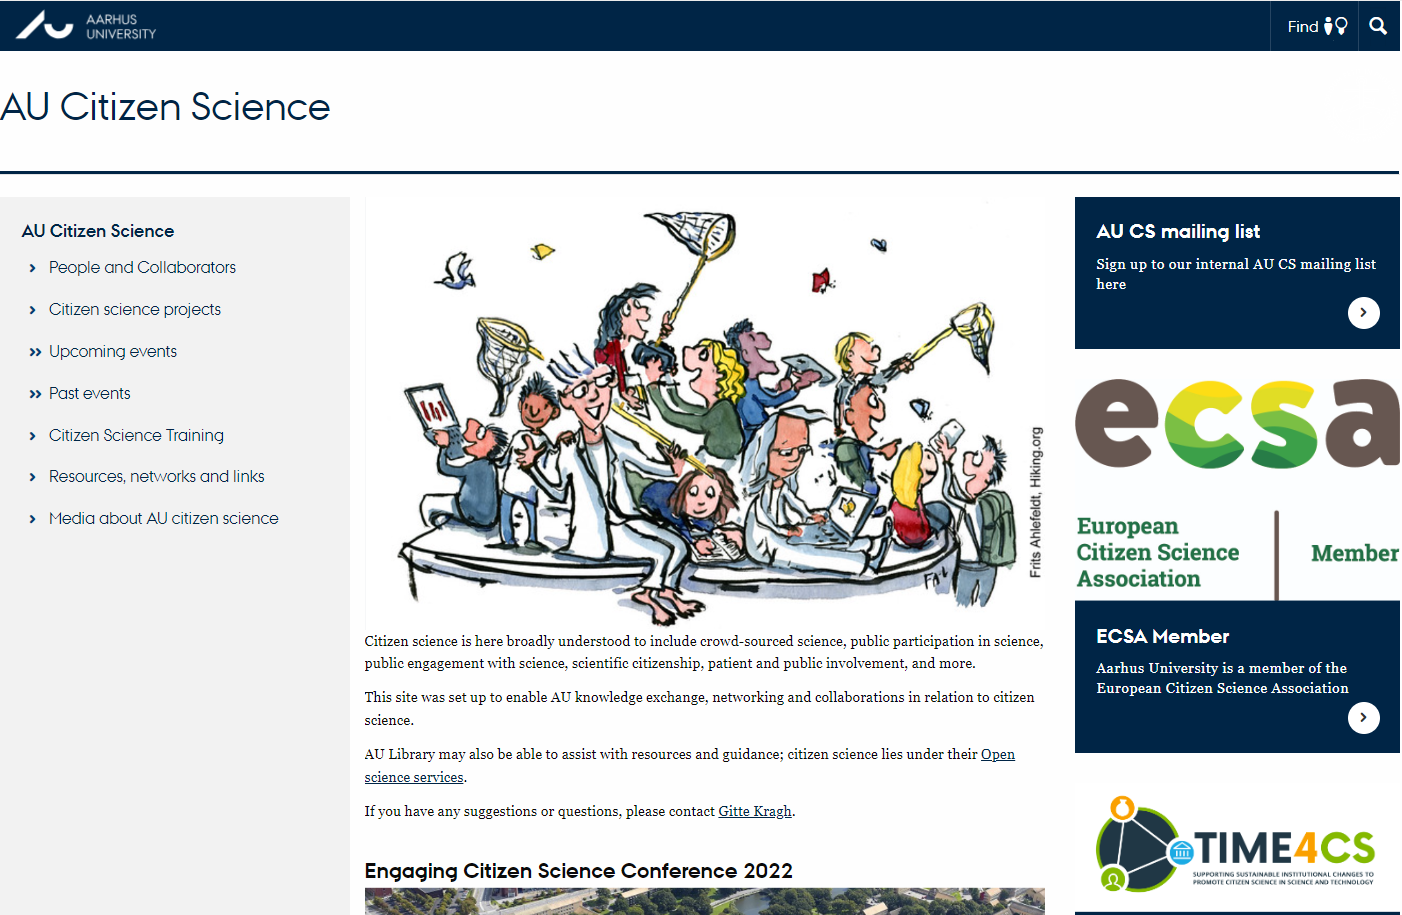 AARHUS
UNIVERSITY
Find
AU Citizen Science
AU Citizen Science
People and Collaborators
Citizen science projects
Upcoming events
Past events
Citizen Science Training
Resources, networks and links
Media about AU citizen science
Frits Ahlefeldt, Hiking.org
Citizen science is here broadly understood to include crowd-sourced science, public participation in science,
public engagement with science, scientific citizenship, patient and public involvement, and more.
This site was set up to enable AU knowledge exchange, networking and collaborations in relation to citizen
science.
AU Library may also be able to assist with resources and guidance; citizen science lies under their Open
science services.
If you have any suggestions or questions, please contact Gitte Kragh.
Engaging Citizen Science Conference 2022
AU CS mailing list
Sign up to our internal AU CS mailing list
here
ecsa
European
Citizen Science
Association
Member
ECSA Member
Aarhus University is a member of the
European Citizen Science Association
TIME4CS
SUPPORTING SUSTAINABLE INSTITUTIONAL CHANGES TO
PROMOTE CITIZEN SCIENCE IN SCIENCE AND TECHNOLOGY